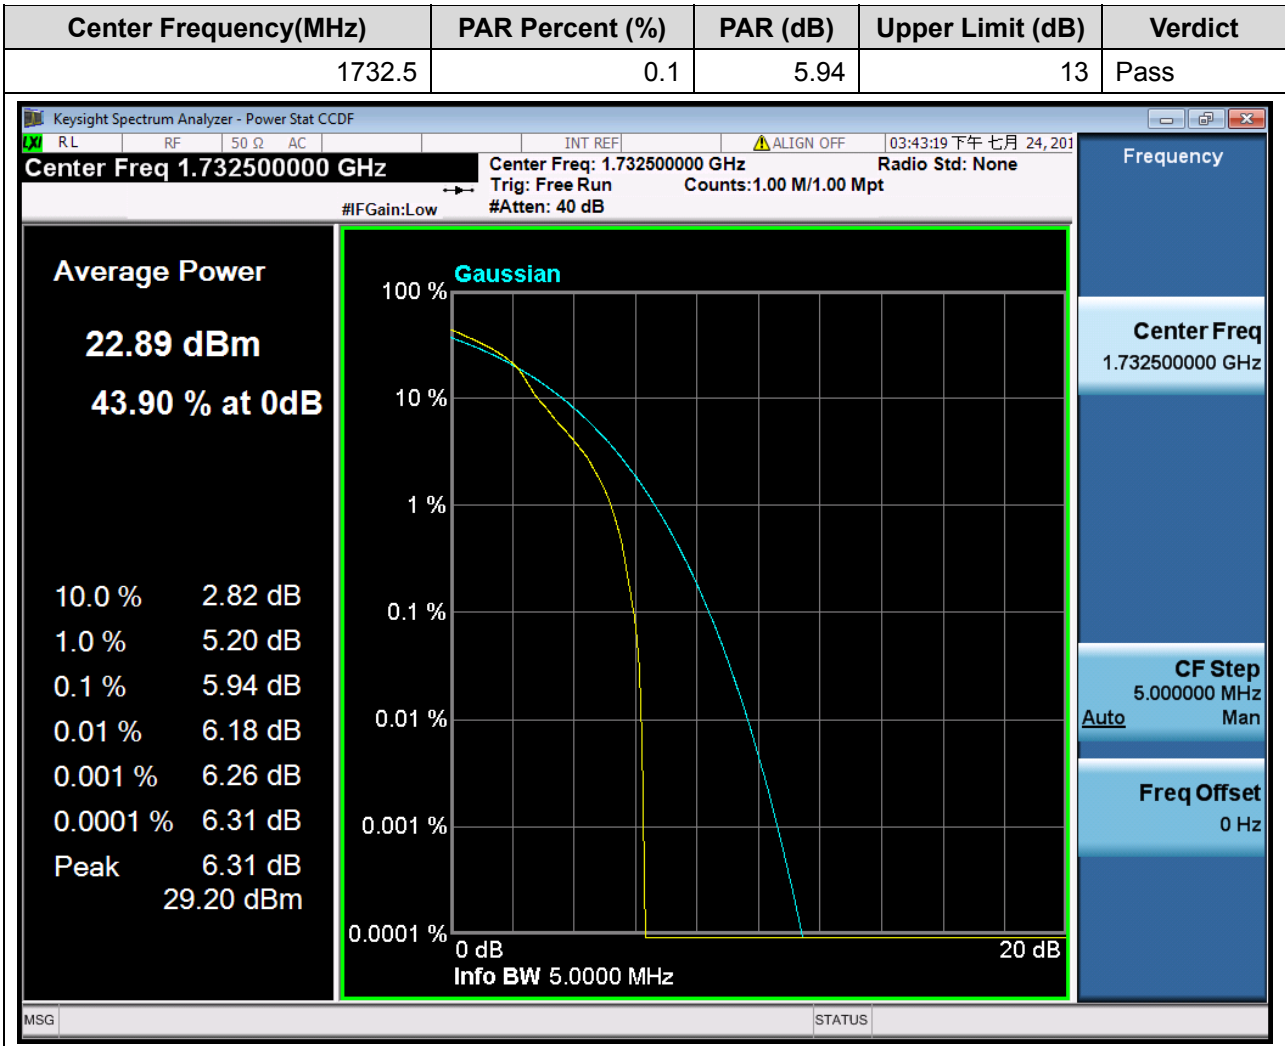 Center Frequency(MHz) PAR Percent (%) PAR (dB) Upper Limit (dB) Verdict
1732.5 0.1 5.94 13 Pass
Keysight Spectrum Analyzer - Power Stat CCDF
LXI RL RF 50 Ω AC INT REF ALIGN OFF 03:43:19 下午 七月 24, 201
Center Freq 1.732500000 GHz
Center Freq: 1.732500000 GHz Radio Std: None
Trig: Free Run Counts:1.00 M/1.00 Mpt
#IFGain:Low #Atten: 40 dB
Frequency
Average Power
22.89 dBm
43.90 % at 0dB
10.0 % 2.82 dB
1.0 % 5.20 dB
0.1 % 5.94 dB
0.01 % 6.18 dB
0.001 % 6.26 dB
0.0001 % 6.31 dB
Peak 6.31 dB
29.20 dBm
Gaussian
100 %
10 %
1 %
0.1 %
0.01 %
0.001 %
0.0001 %
0 dB 20 dB
Info BW 5.0000 MHz
Center Freq
1.732500000 GHz
CF Step
5.000000 MHz
Auto Man
Freq Offset
0 Hz
MSG STATUS